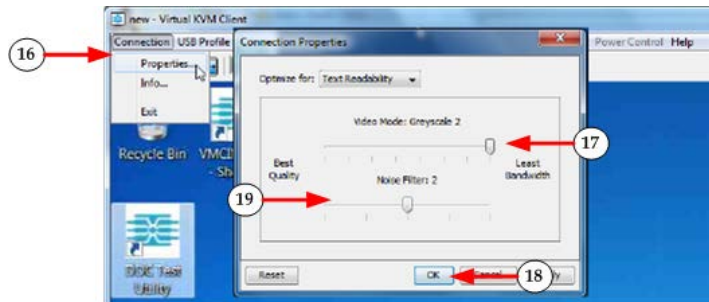 new - Virtual KVM Client
Connection USB Profile Power Control Help
16
Properties...
Info...
Exit
Connection Properties
Optimize for: Text Readability
Video Mode: Greyscale 2
17
Best Quality
Least Bandwidth
Noise Filter: 2
19
Recycle Bin
Test Utility
Reset OK 18